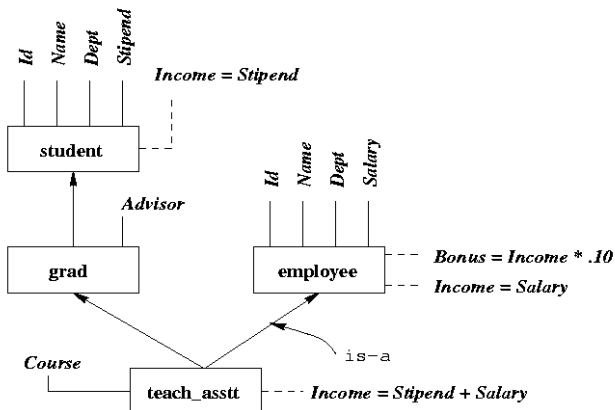 Id
Name
Dept
Stipend
Income = Stipend
student
Advisor
grad
Id
Name
Dept
Salary
employee
Bonus = Income * .10
Income = Salary
is-a
Course
teach_asstt
Income = Stipend + Salary